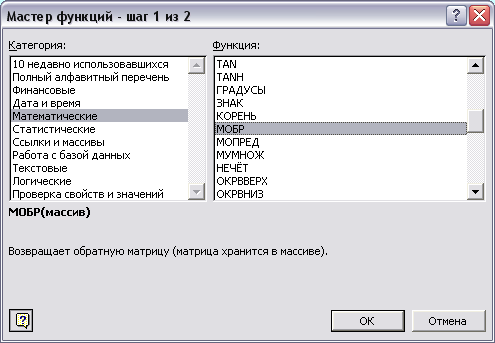 Мастер функций - шаг 1 из 2
Категория:
Функция:
10 недавно использовавшихся
Полный алфавитный перечень
Финансовые
Дата и время
Математические
Статистические
Ссылки и массивы
Работа с базой данных
Текстовые
Логические
Проверка свойств и значений
TAN
TANH
ГРАДУСЫ
ЗНАК
КОРЕНЬ
МОБР
МОПРЕД
МУМНОЖ
НЕЧЁТ
ОКРВВЕРХ
ОКРВНИЗ
МОБР(массив)
Возвращает обратную матрицу (матрица хранится в массиве).
ОК
Отмена